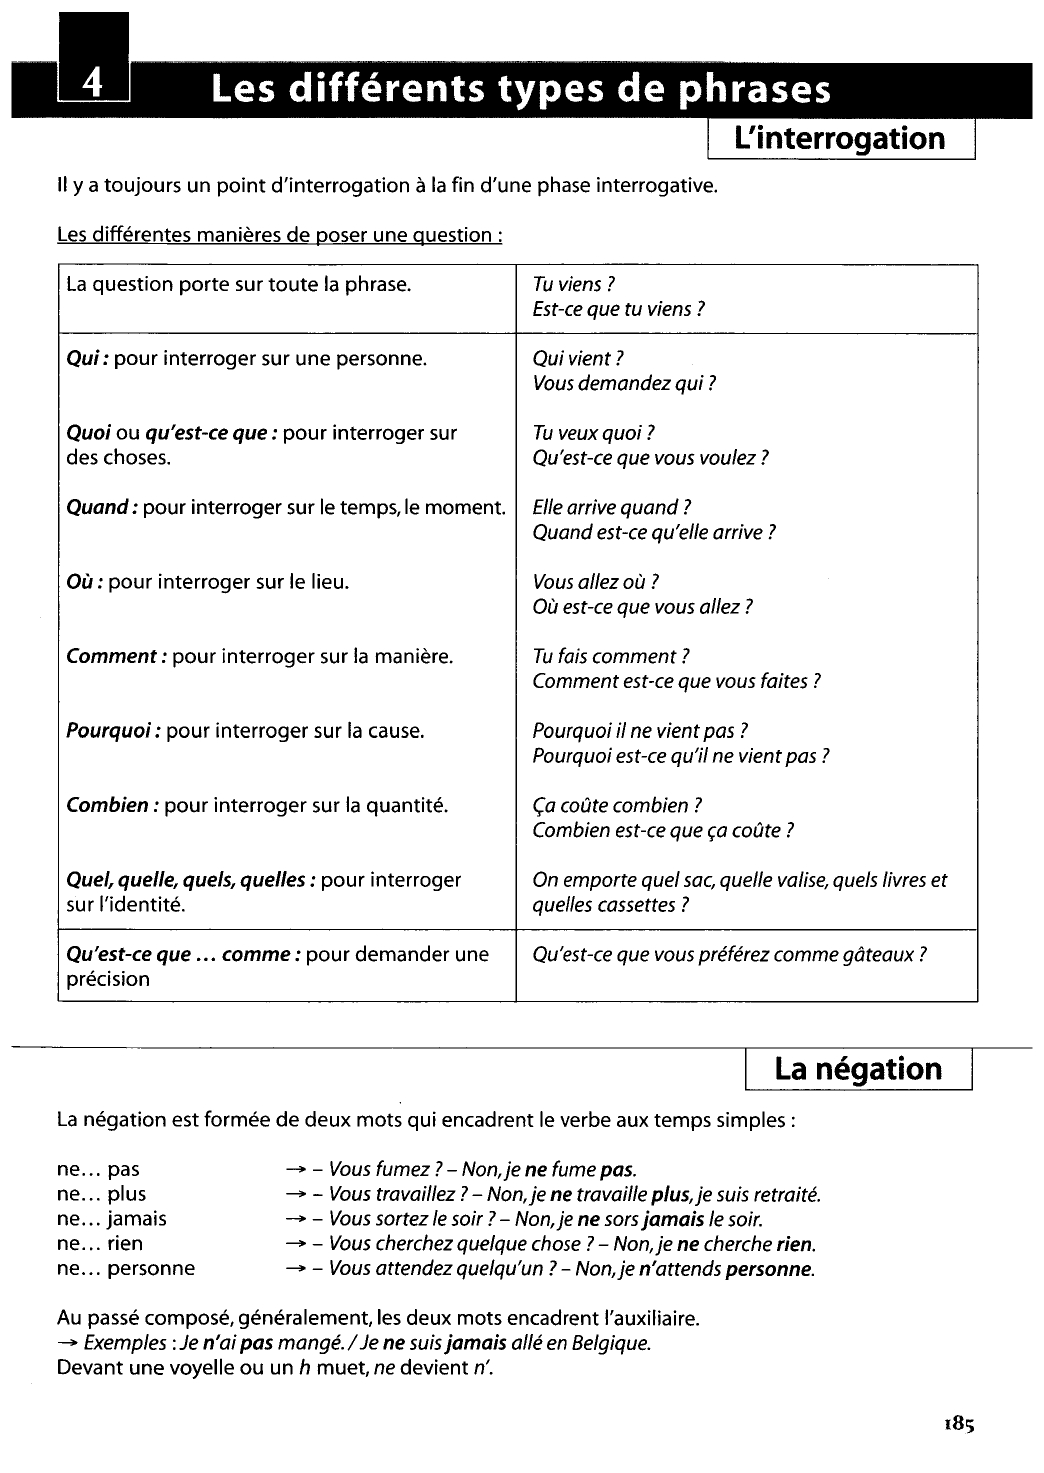 4
Les différents types de phrases
L'interrogation
Il y a toujours un point d'interrogation à la fin d'une phase interrogative.
Les différentes manières de poser une question :
La question porte sur toute la phrase.
Tu viens ?
Est-ce que tu viens ?
Qui : pour interroger sur une personne.
Qui vient ?
Vous demandez qui ?
Quoi ou qu'est-ce que : pour interroger sur
des choses.
Tu veux quoi ?
Qu'est-ce que vous voulez ?
Quand : pour interroger sur le temps, le moment.
Elle arrive quand ?
Quand est-ce qu'elle arrive ?
Où : pour interroger sur le lieu.
Vous allez où ?
Où est-ce que vous allez ?
Comment : pour interroger sur la manière.
Tu fais comment ?
Comment est-ce que vous faites ?
Pourquoi : pour interroger sur la cause.
Pourquoi il ne vient pas ?
Pourquoi est-ce qu'il ne vient pas ?
Combien : pour interroger sur la quantité.
Ça coûte combien ?
Combien est-ce que ça coûte ?
Quel, quelle, quels, quelles : pour interroger
sur l'identité.
On emporte quel sac, quelle valise, quels livres et
quelles cassettes ?
Qu'est-ce que ... comme : pour demander une
précision
Qu'est-ce que vous préférez comme gâteaux ?
La négation
La négation est formée de deux mots qui encadrent le verbe aux temps simples :
ne... pas → – Vous fumez ? – Non, je ne fume pas.
ne... plus → – Vous travaillez ? – Non, je ne travaille plus, je suis retraité.
ne... jamais → – Vous sortez le soir ? – Non, je ne sors jamais le soir.
ne... rien → – Vous cherchez quelque chose ? – Non, je ne cherche rien.
ne... personne → – Vous attendez quelqu'un ? – Non, je n'attends personne.
Au passé composé, généralement, les deux mots encadrent l'auxiliaire.
→ Exemples : Je n'ai pas mangé. / Je ne suis jamais allé en Belgique.
Devant une voyelle ou un h muet, ne devient n'.
185